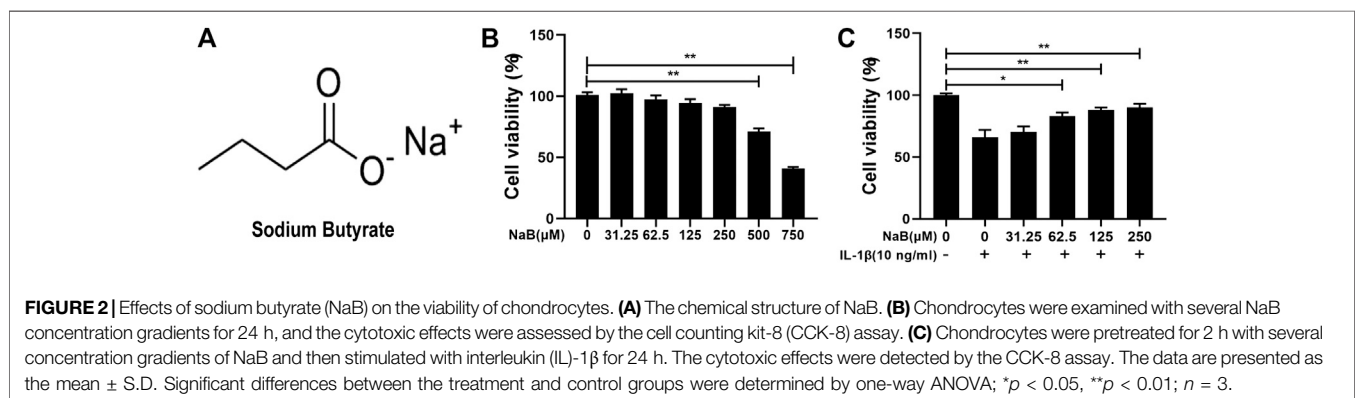 A
O
O⁻ Na⁺
Sodium Butyrate
B
Cell viability (%)
150
100
50
0
**
**
NaB(μM) 0 31.25 62.5 125 250 500 750
C
Cell viability (%)
150
100
50
0
**
**
*
NaB(μM) 0 0 31.25 62.5 125 250
IL-1β(10 ng/ml) - + + + + +
FIGURE 2 | Effects of sodium butyrate (NaB) on the viability of chondrocytes. (A) The chemical structure of NaB. (B) Chondrocytes were examined with several NaB
concentration gradients for 24 h, and the cytotoxic effects were assessed by the cell counting kit-8 (CCK-8) assay. (C) Chondrocytes were pretreated for 2 h with several
concentration gradients of NaB and then stimulated with interleukin (IL)-1β for 24 h. The cytotoxic effects were detected by the CCK-8 assay. The data are presented as
the mean ± S.D. Significant differences between the treatment and control groups were determined by one-way ANOVA; *p < 0.05, **p < 0.01; n = 3.